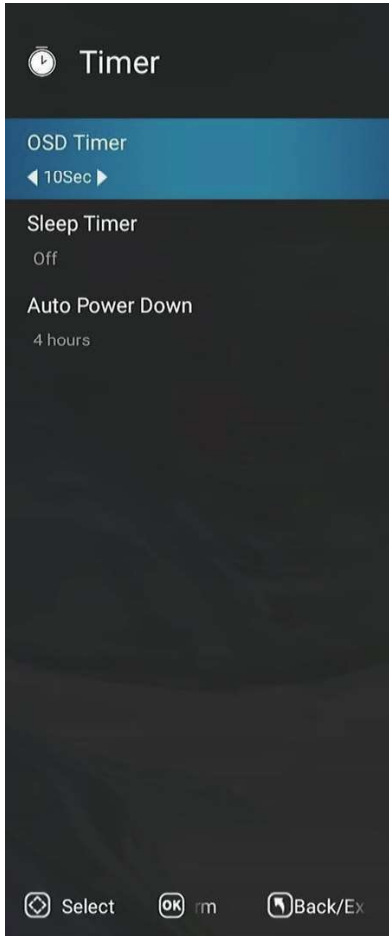 Timer
OSD Timer
10Sec
Sleep Timer
Off
Auto Power Down
4 hours
Select OK rm Back/Ex